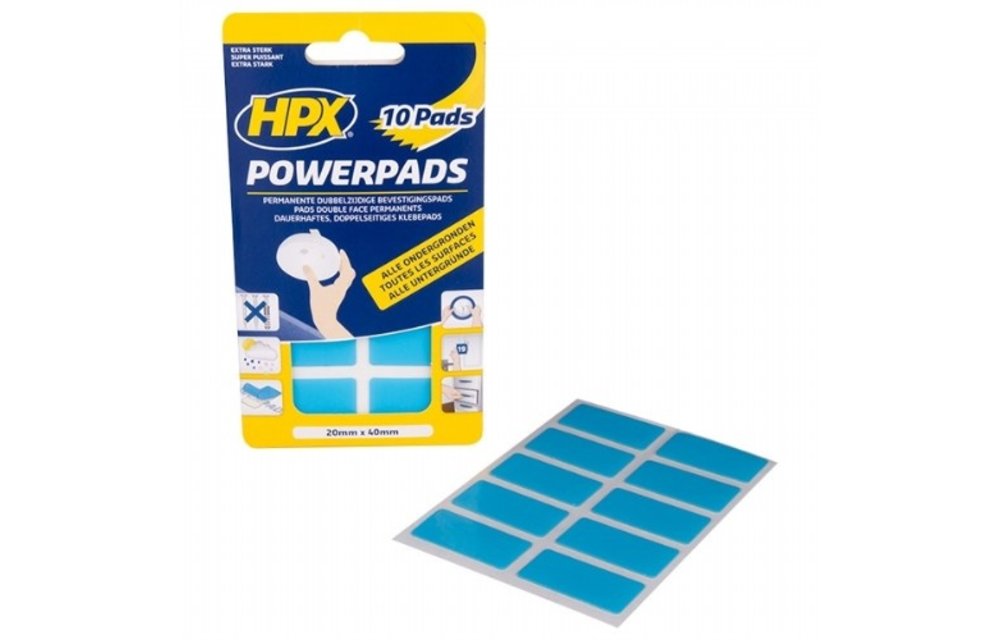 EXTRA STERK
SUPER PUISSANT
EXTRA STARK
HPX®
10 Pads
POWERPADS
PERMANENTE DUBBELZIJDIGE BEVESTIGINGSPADS
PADS DOUBLE FACE PERMANENTS
DAUERHAFTES, DOPPELSEITIGES KLEBEPADS
ALLE ONDERGRONDEN
TOUTES LES SURFACES
ALLE UNTERGRÜNDE
19
20mm x 40mm